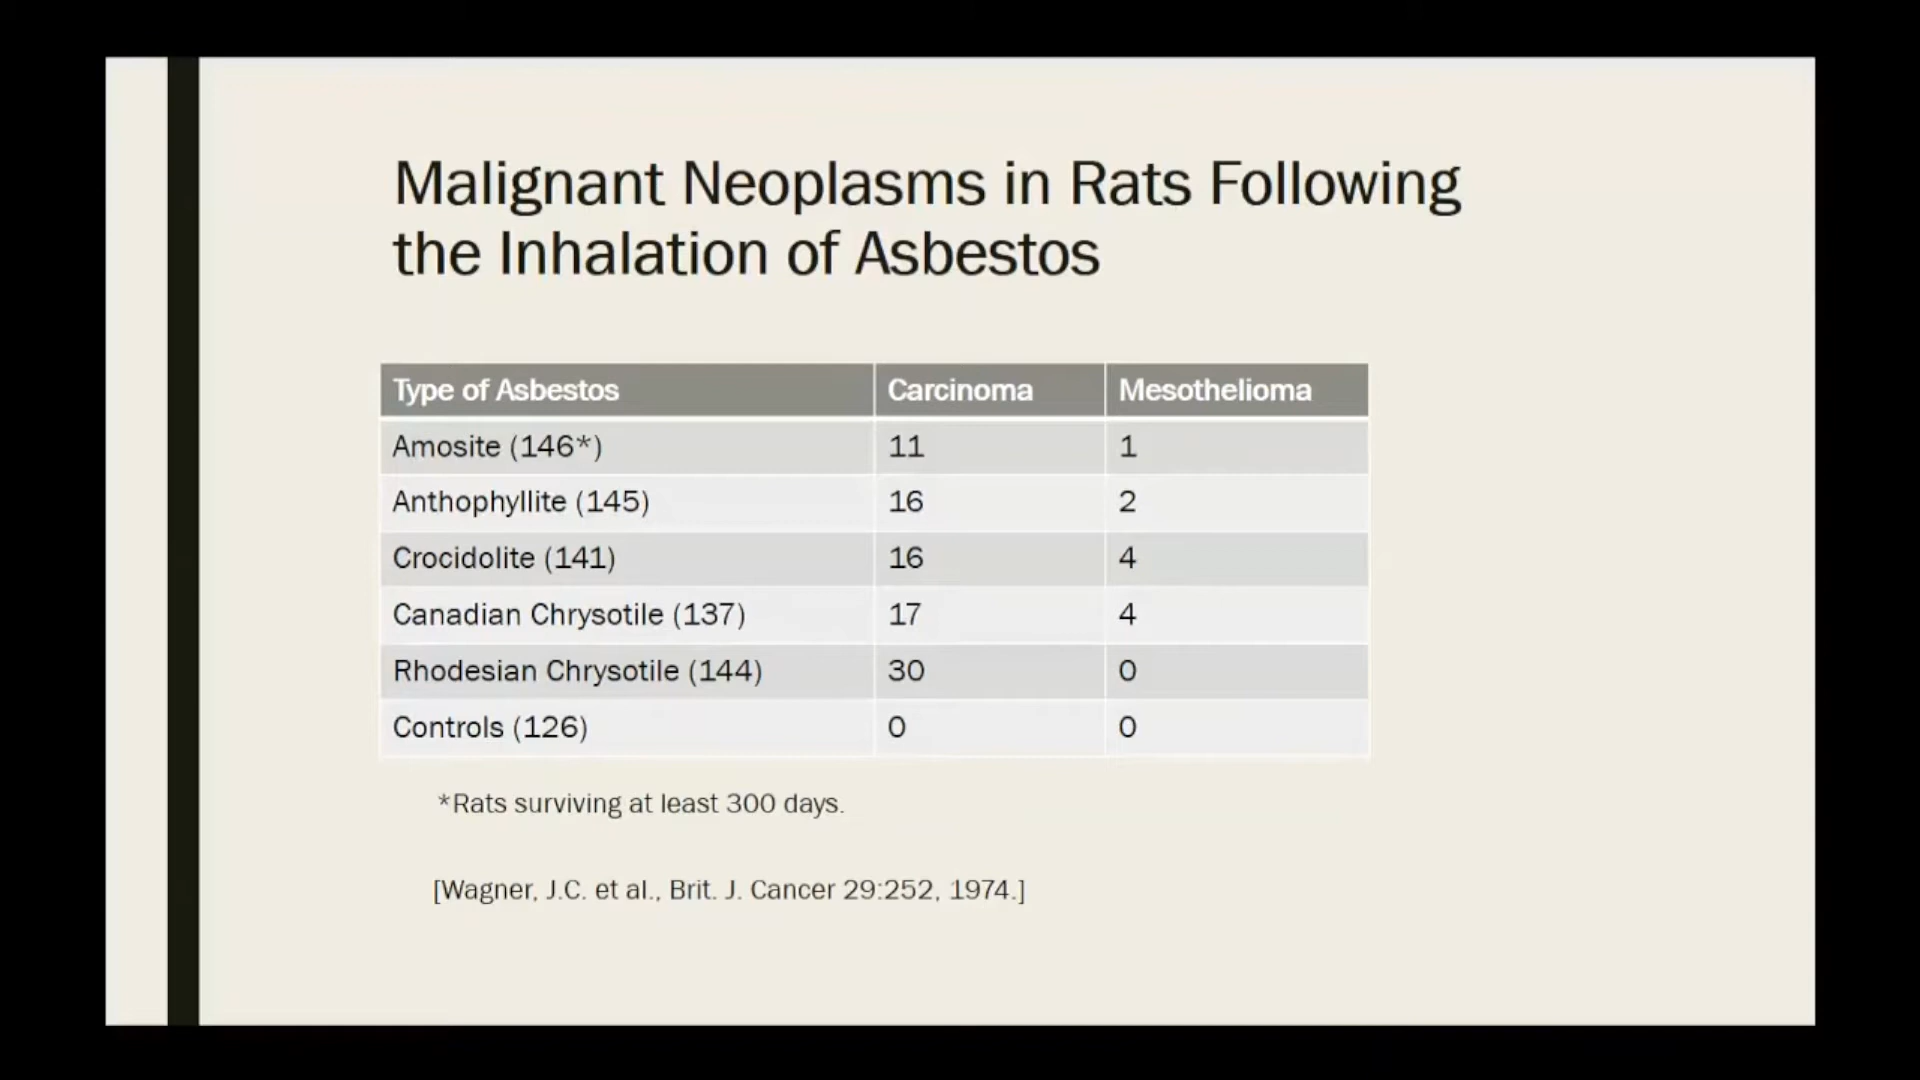 Malignant Neoplasms in Rats Following
the Inhalation of Asbestos
Type of Asbestos Carcinoma Mesothelioma
Amosite (146*) 11 1
Anthophyllite (145) 16 2
Crocidolite (141) 16 4
Canadian Chrysotile (137) 17 4
Rhodesian Chrysotile (144) 30 0
Controls (126) 0 0
*Rats surviving at least 300 days.
[Wagner, J.C. et al., Brit. J. Cancer 29:252, 1974.]